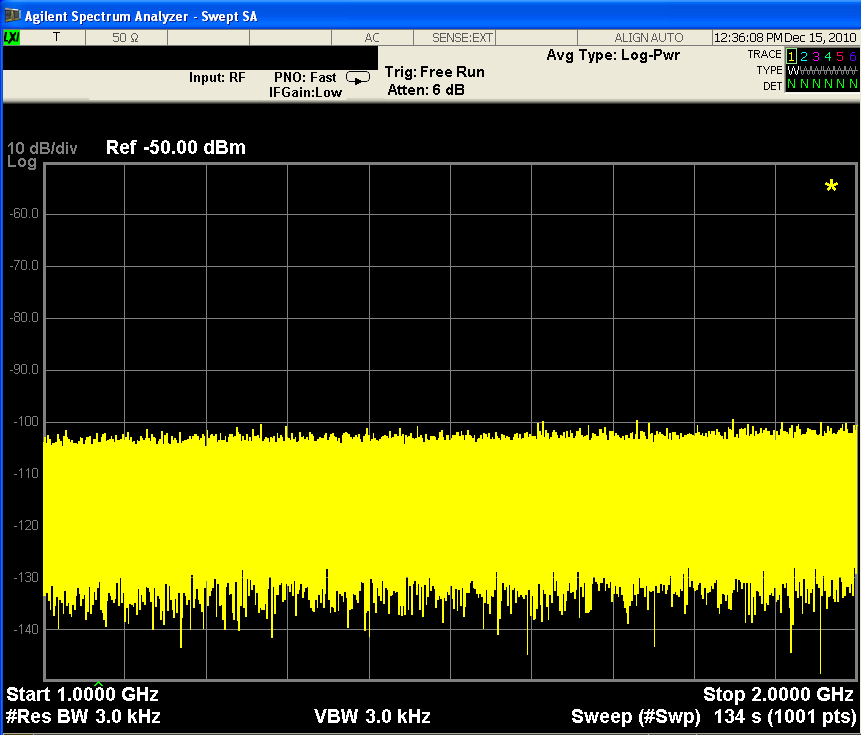 Agilent Spectrum Analyzer - Swept SA
LXI T 50 Ω AC SENSE:EXT ALIGN AUTO 12:36:08 PM Dec 15, 2010
Avg Type: Log-Pwr TRACE 1 2 3 4 5 6
Input: RF PNO: Fast Trig: Free Run TYPE WWWWWW
IFGain:Low Atten: 6 dB DET N N N N N N
10 dB/div Ref -50.00 dBm
Log
*
-60.0
-70.0
-80.0
-90.0
-100
-110
-120
-130
-140
Start 1.0000 GHz Stop 2.0000 GHz
#Res BW 3.0 kHz VBW 3.0 kHz Sweep (#Swp) 134 s (1001 pts)